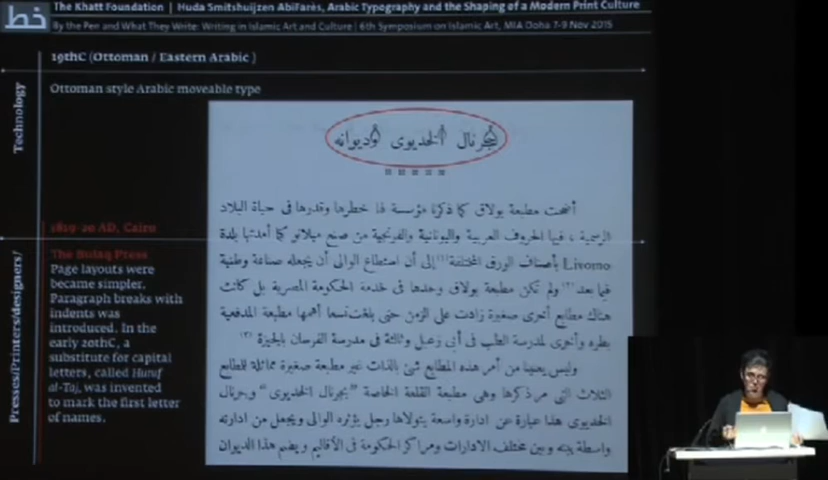 خط
The Khatt Foundation | Huda Smitshuijzen AbiFarès, Arabic Typography and the Shaping of a Modern Print Culture
By the Pen and What They Write: Writing in Islamic Art and Culture | 6th Symposium on Islamic Art, MIA Doha 7-9 Nov 2015
19thC (Ottoman / Eastern Arabic )
Technology
Ottoman style Arabic moveable type
1819-20 AD, Cairo
Presses/Printers/designers/
The Bulaq Press
Page layouts were
became simpler.
Paragraph breaks with
indents was
introduced. In the
early 20thC, a
substitute for capital
letters, called Huruf
al-Taj, was invented
to mark the first letter
of names.
جرنال الخديوى وديوانه
أضحت مطبعة بولاق كما ذكرنا مؤسسة لها خطرها وقدرها فى حياة البلاد
الرسمية ، فيها الحروف العربية واليونانية والفرنجية من صنع ميلانو كما أمدتها بلدة
Livorno بأصناف الورق المختلفة (١) إلى أن استطاع الوالى أن يجعله صناعة وطنية
فيما بعد (٢) ولم تكن مطبعة بولاق وحدها فى خدمة الحكومة المصرية بل كانت
هناك مطابع أخرى صغيرة زادت على الزمن حتى بلغت تسعا أهمها مطبعة المدفعية
بطره وأخرى لمدرسة الطب فى أبى زعبل وثالثة فى مدرسة الفرسان بالجيزة (٣)
وليس يعنينا من أمر هذه المطابع شئ بالذات غير مطبعة صغيرة مماثلة للمطابع
الثلاث التى مر ذكرها وهى مطبعة القلعة الخاصة "بجرنال الخديوى" وجرنال
الخديوى هذا عبارة عن ادارة واسعة يتولاها رجل يؤثره الوالى ويجعل من ادارته
واسطة بينه وبين مختلف الادارات ومراكز الحكومة فى الأقاليم ويضم هذا الديوان